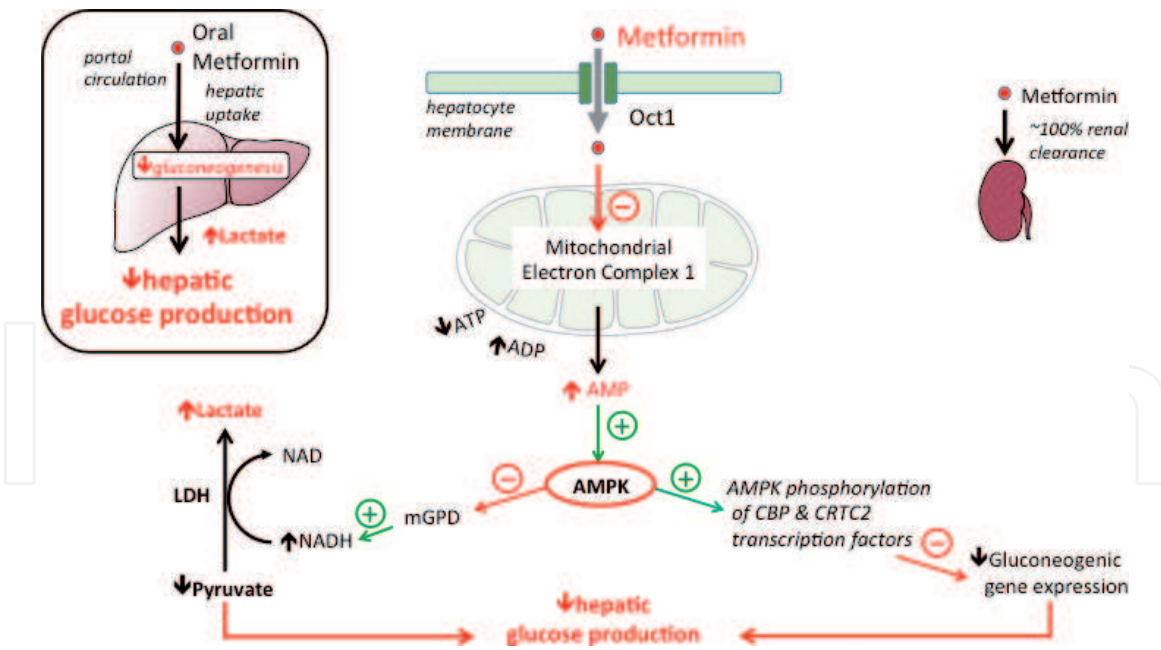 Oral
Metformin
portal
circulation
hepatic
uptake
↓gluconeogenesis
↑Lactate
↓hepatic
glucose production
Metformin
hepatocyte
membrane
Oct1
−
Mitochondrial
Electron Complex 1
↓ATP
↑ADP
↑ AMP
+
AMPK
Metformin
~100% renal
clearance
↑Lactate
NAD
LDH
↑NADH
↓Pyruvate
+
mGPD
−
+
AMPK phosphorylation
of CBP & CRTC2
transcription factors
−
↓Gluconeogenic
gene expression
↓hepatic
glucose production